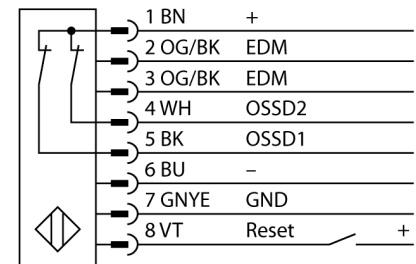 1 BN +
2 OG/BK EDM
3 OG/BK EDM
4 WH OSSD2
5 BK OSSD1
6 BU –
7 GNYE GND
8 VT Reset +